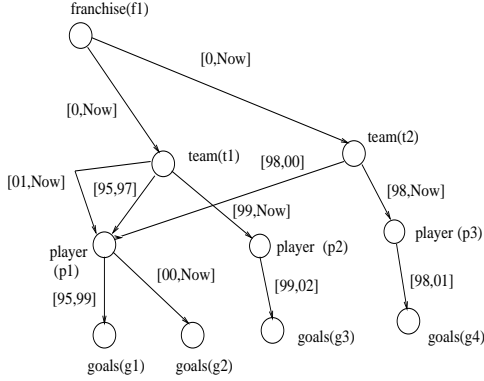 franchise(f1)
[0,Now]
[0,Now]
team(t2)
team(t1)
[98,00]
[01,Now]
[95,97]
[99,Now]
[98,Now]
player
(p1)
player (p2)
player (p3)
[00,Now]
[95,99]
[99,02]
[98,01]
goals(g1)
goals(g2)
goals(g3)
goals(g4)